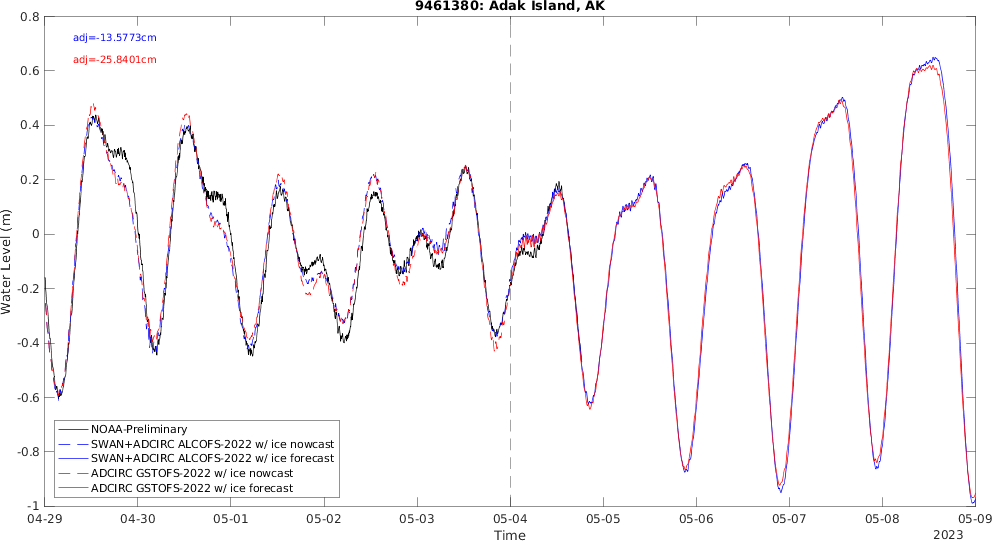 9461380: Adak Island, AK
adj=-13.5773cm
adj=-25.8401cm
Water Level (m)
0.8
0.6
0.4
0.2
0
-0.2
-0.4
-0.6
-0.8
-1
NOAA-Preliminary
SWAN+ADCIRC ALCOFS-2022 w/ ice nowcast
SWAN+ADCIRC ALCOFS-2022 w/ ice forecast
ADCIRC GSTOFS-2022 w/ ice nowcast
ADCIRC GSTOFS-2022 w/ ice forecast
04-29 04-30 05-01 05-02 05-03 05-04 05-05 05-06 05-07 05-08 05-09
Time
2023